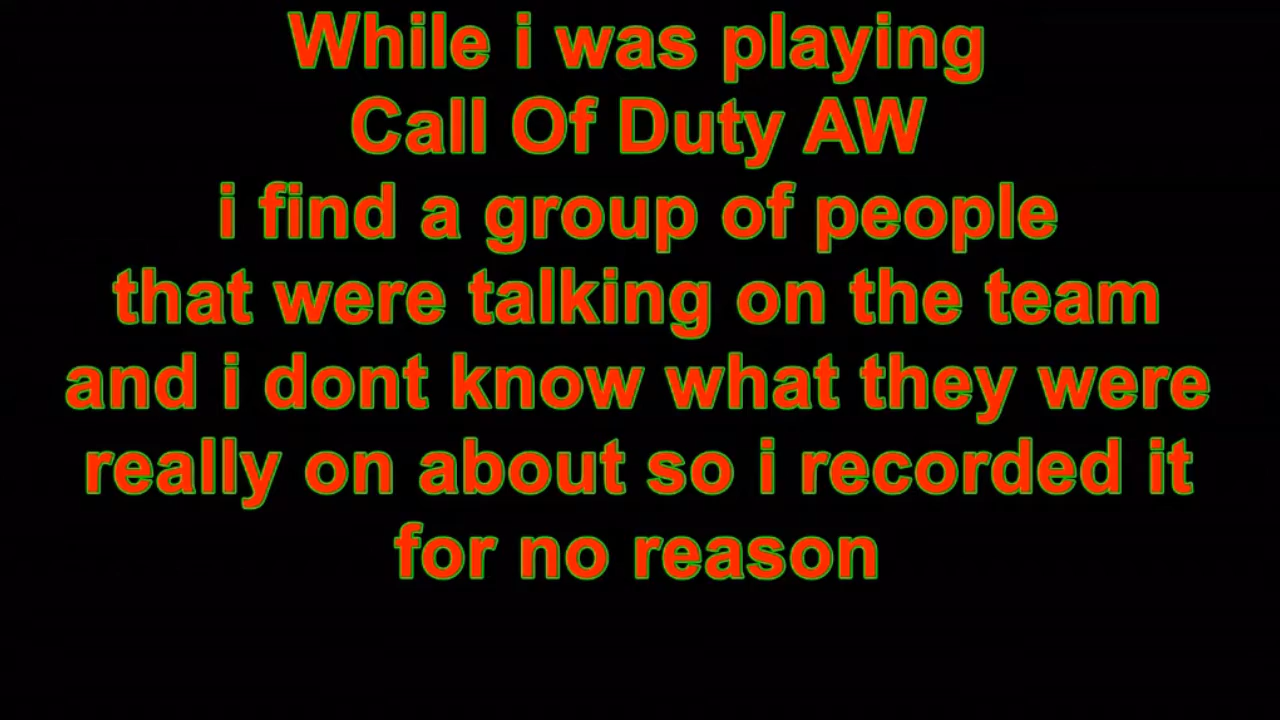 While i was playing
Call Of Duty AW
i find a group of people
that were talking on the team
and i dont know what they were
really on about so i recorded it
for no reason